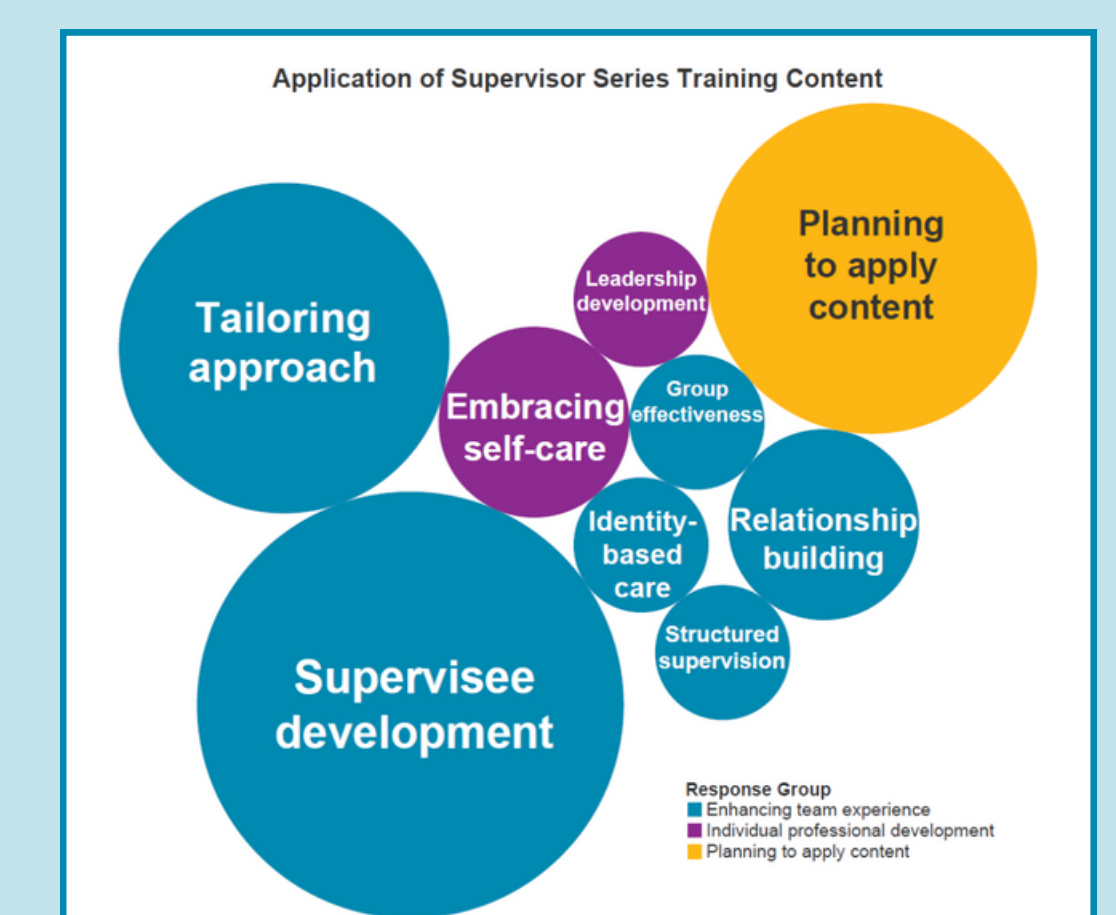 Application of Supervisor Series Training Content
Planning
to apply
content
Leadership
development
Tailoring
approach
Embracing
self-care
Group
effectiveness
Identity-
based
care
Relationship
building
Structured
supervision
Supervisee
development
Response Group
Enhancing team experience
Individual professional development
Planning to apply content